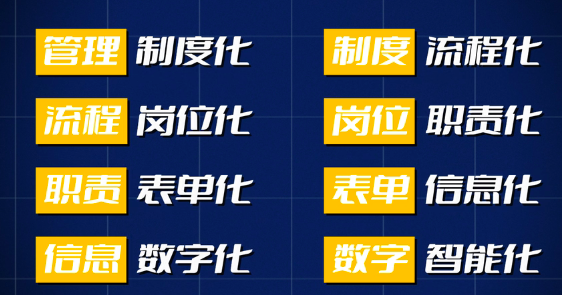 管理 制度化 制度 流程化
流程 岗位化 岗位 职责化
职责 表单化 表单 信息化
信息 数字化 数字 智能化